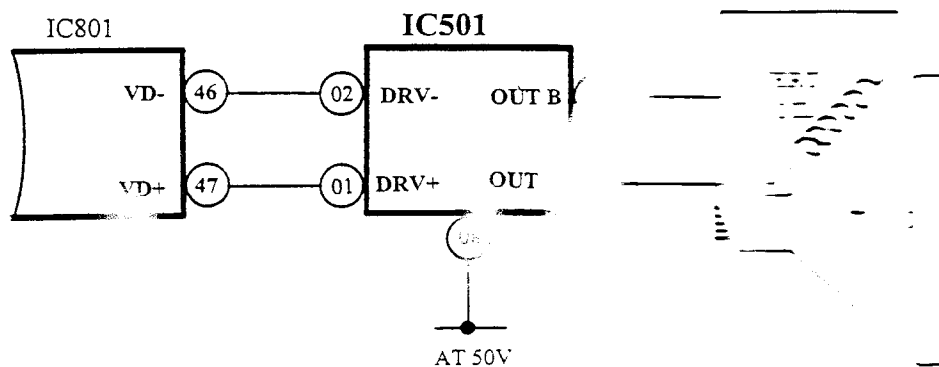 IC801
IC501
VD- 46 02 DRV- OUT B
VD+ 47 01 DRV+ OUT
AT 50V